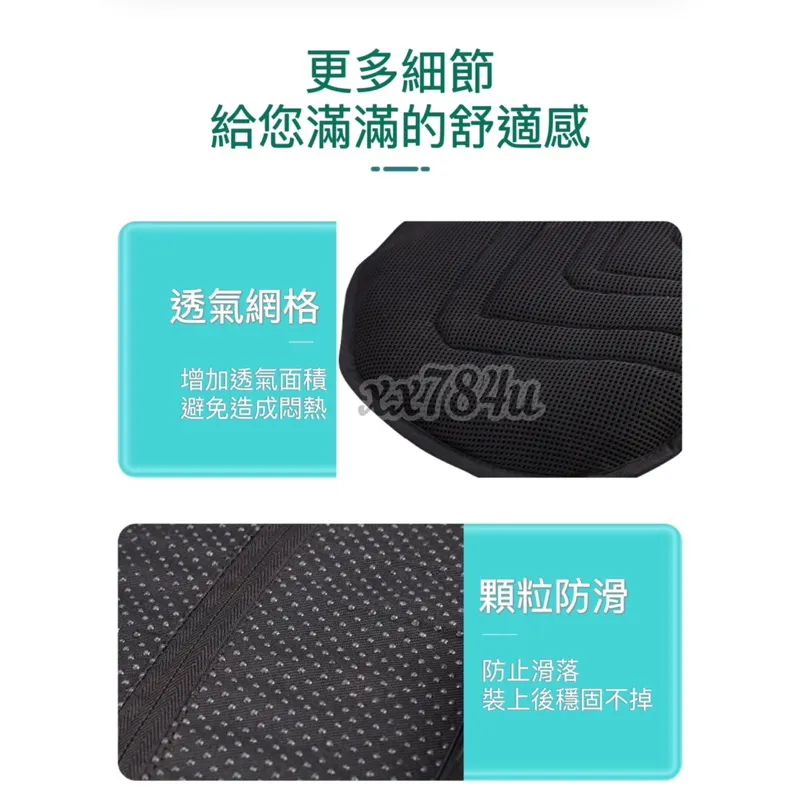 更多細節
給您滿滿的舒適感
透氣網格
增加透氣面積
避免造成悶熱
xx784u
顆粒防滑
防止滑落
裝上後穩固不掉